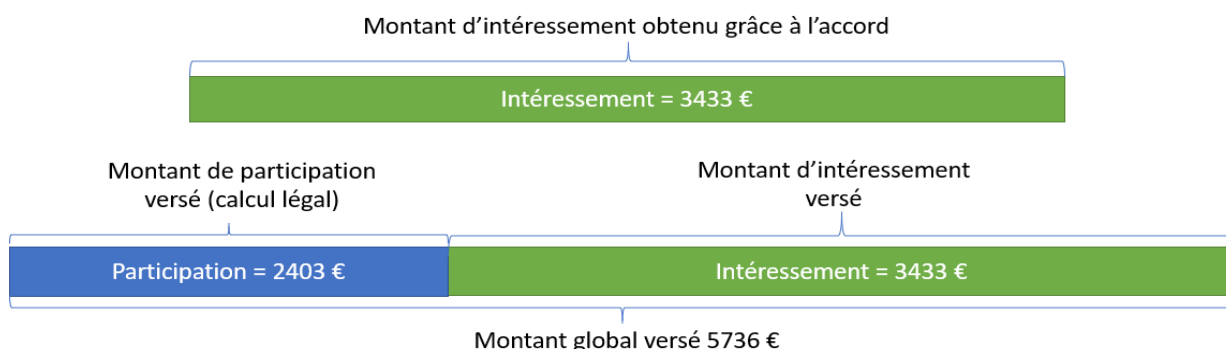 Montant d’intéressement obtenu grâce à l’accord
Intéressement = 3433 €
Montant de participation
versé (calcul légal)
Montant d’intéressement
versé
Participation = 2403 €
Intéressement = 3433 €
Montant global versé 5736 €